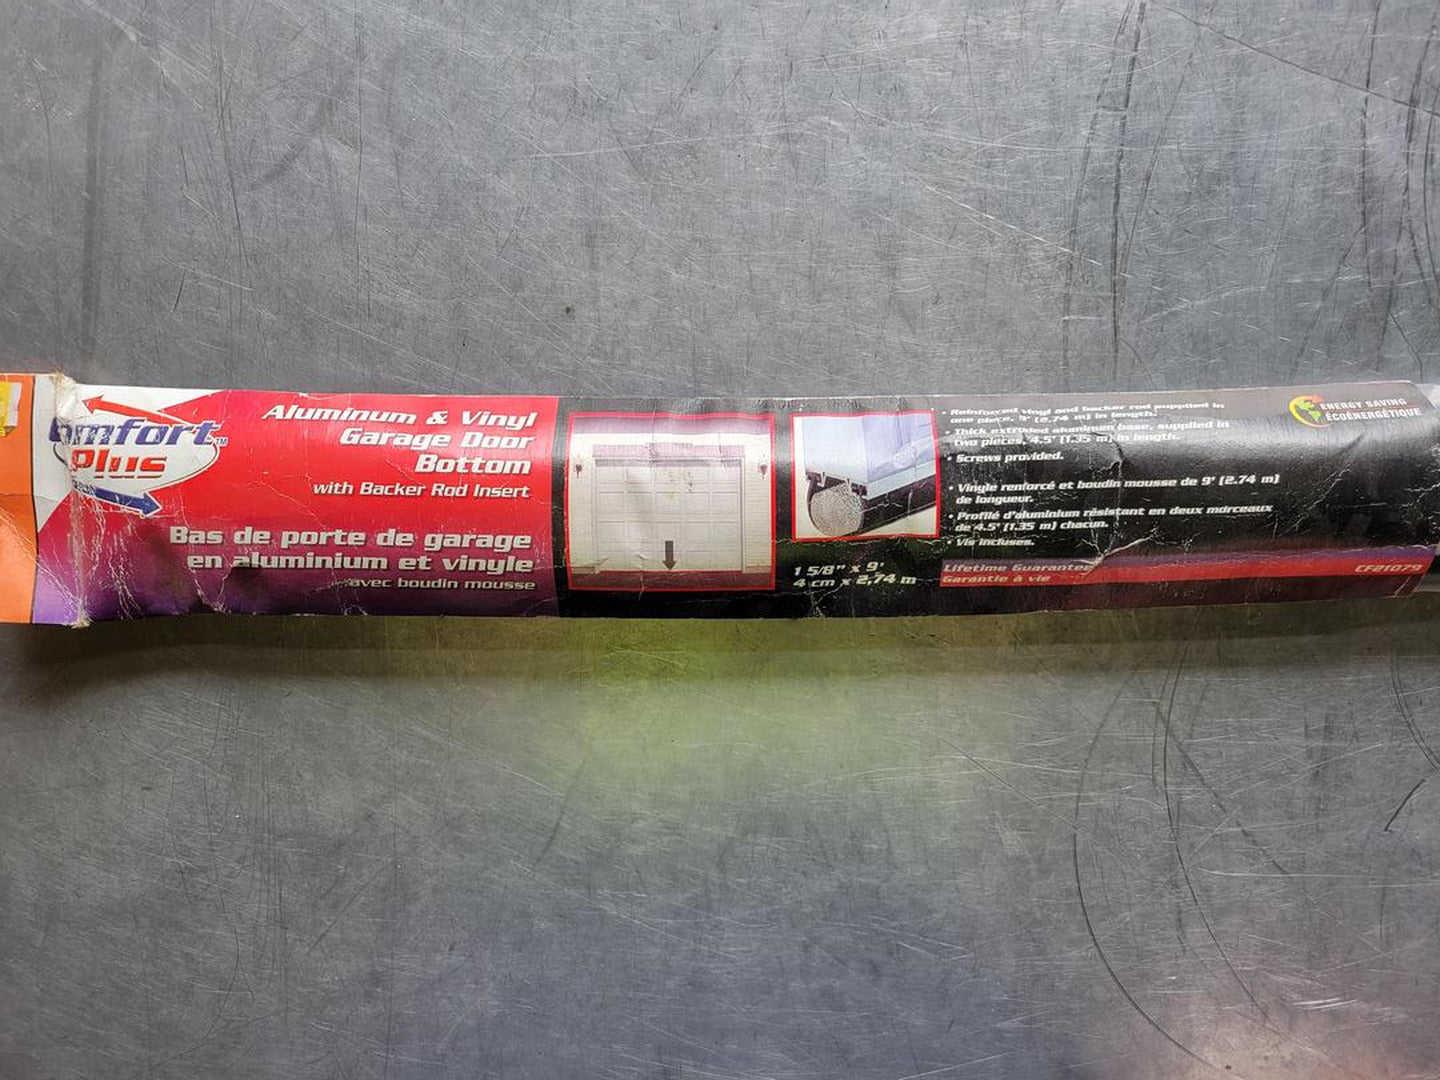 omfort™
Plus
Aluminum & Vinyl
Garage Door
Bottom
with Backer Rod Insert
Bas de porte de garage
en aluminium et vinyle
avec boudin mousse
1 5/8" x 9'
4 cm x 2,74 m
• Reinforced vinyl and backer rod supplied in
one piece, 9' (2.74 m) in length.
• Thick extruded aluminum base, supplied in
two pieces, 4.5' (1.35 m) in length.
• Screws provided.
• Vinyle renforcé et boudin mousse de 9' (2.74 m)
de longueur.
• Profilé d'aluminium résistant en deux morceaux
de 4.5' (1.35 m) chacun.
• Vis incluses.
Lifetime Guarantee
Garantie à vie
ENERGY SAVING
ÉCOÉNERGÉTIQUE
CF21079